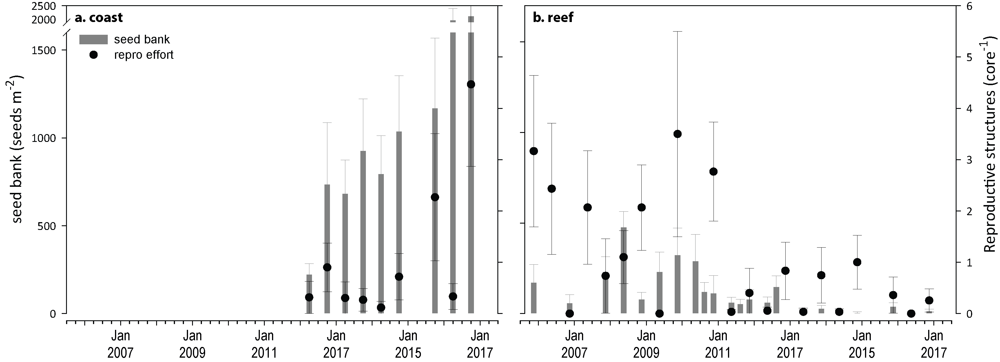 2500
2000
1500
1000
500
0
seed bank (seeds m⁻²)
a. coast
seed bank
repro effort
Jan 2007
Jan 2009
Jan 2011
Jan 2017
Jan 2015
Jan 2017
b. reef
6
5
4
3
2
1
0
Reproductive structures (core⁻¹)
Jan 2007
Jan 2009
Jan 2011
Jan 2017
Jan 2015
Jan 2017